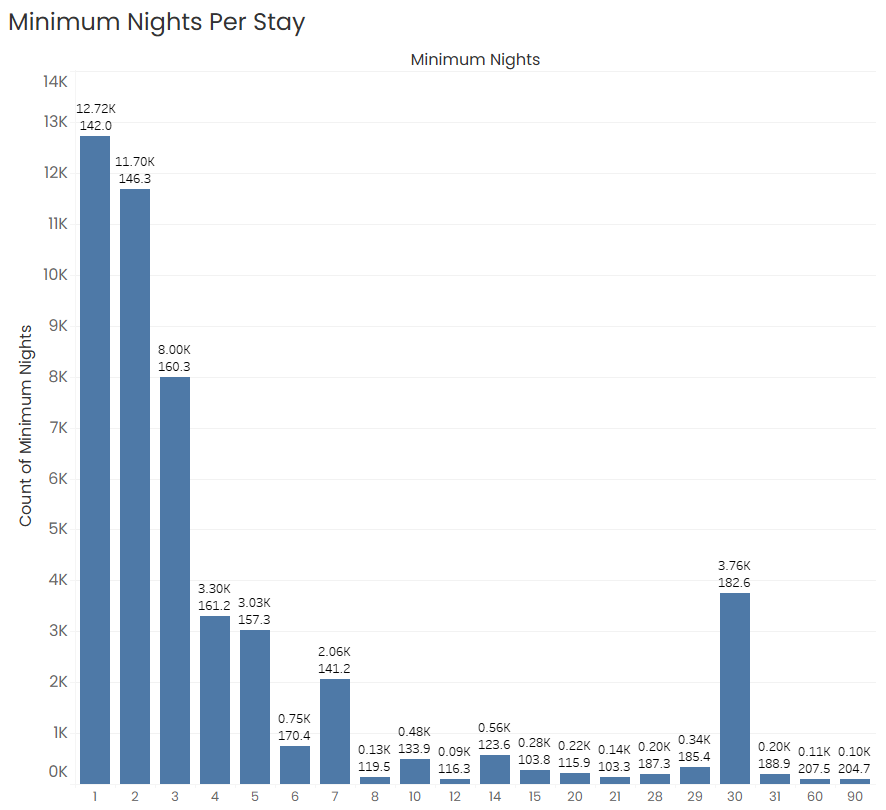 Minimum Nights Per Stay
Minimum Nights
Count of Minimum Nights
14K
13K
12K
11K
10K
9K
8K
7K
6K
5K
4K
3K
2K
1K
0K
12.72K
142.0
11.70K
146.3
8.00K
160.3
3.30K
161.2
3.03K
157.3
0.75K
170.4
2.06K
141.2
0.13K
119.5
0.48K
133.9
0.09K
116.3
0.56K
123.6
0.28K
103.8
0.22K
115.9
0.14K
103.3
0.20K
187.3
0.34K
185.4
3.76K
182.6
0.20K
188.9
0.11K
207.5
0.10K
204.7
1 2 3 4 5 6 7 8 10 12 14 15 20 21 28 29 30 31 60 90